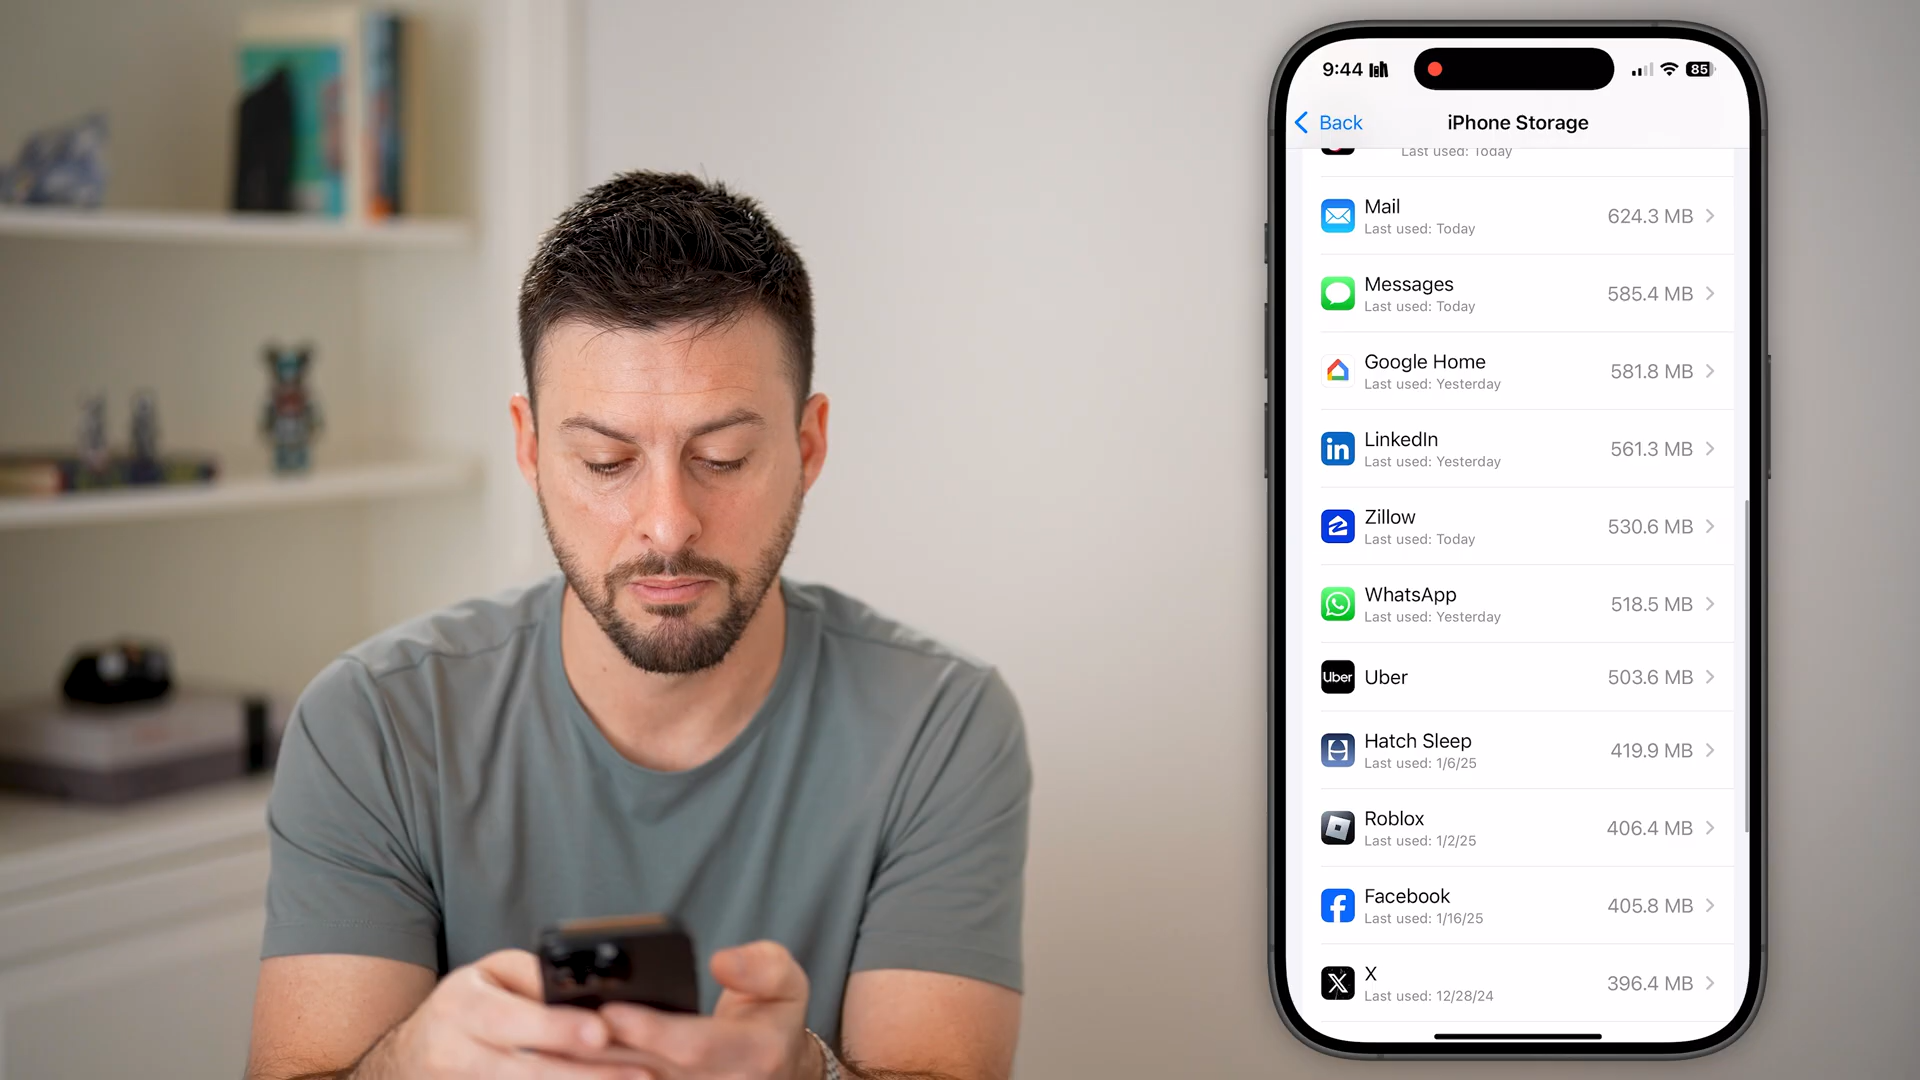 9:44
85
Back
iPhone Storage
Last used: Today
Mail
Last used: Today
624.3 MB
Messages
Last used: Today
585.4 MB
Google Home
Last used: Yesterday
581.8 MB
LinkedIn
Last used: Yesterday
561.3 MB
Zillow
Last used: Today
530.6 MB
WhatsApp
Last used: Yesterday
518.5 MB
Uber
Uber
503.6 MB
Hatch Sleep
Last used: 1/6/25
419.9 MB
Roblox
Last used: 1/2/25
406.4 MB
Facebook
Last used: 1/16/25
405.8 MB
X
Last used: 12/28/24
396.4 MB